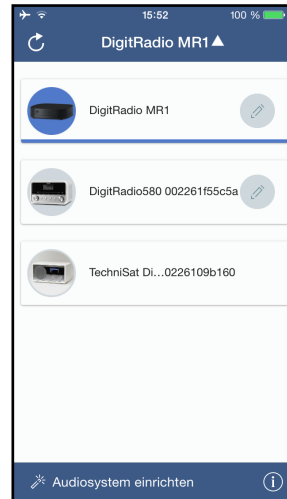 15:52 100 %
DigitRadio MR1▲
DigitRadio MR1
DigitRadio580 002261f55c5a
TechniSat Di...0226109b160
Audiosystem einrichten